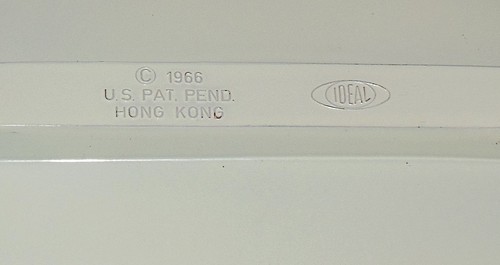 © 1966
U.S. PAT. PEND.
HONG KONG
IDEAL